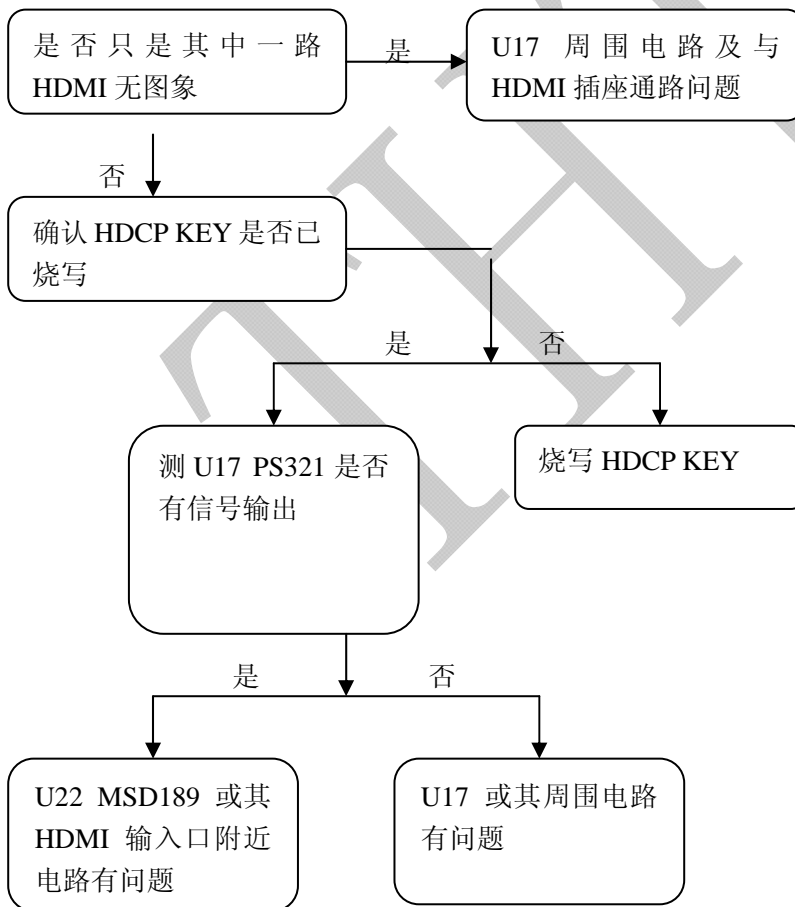 是否只是其中一路
HDMI 无图象
是
U17 周围电路及与
HDMI 插座通路问题
否
确认 HDCP KEY 是否已
烧写
是
否
测 U17 PS321 是否
有信号输出
烧写 HDCP KEY
是
否
U22 MSD189 或其
HDMI 输入口附近
电路有问题
U17 或其周围电路
有问题